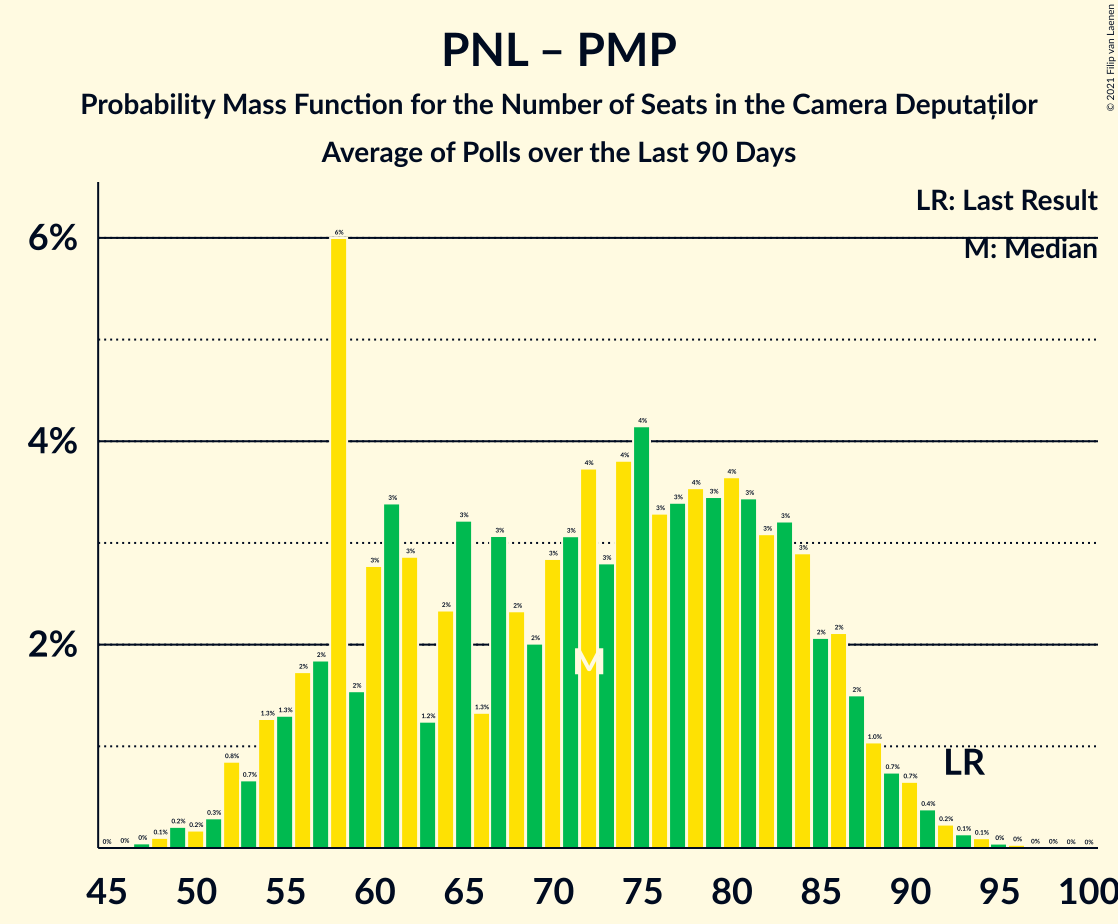 © 2021 Filip van Laenen
PNL – PMP
Probability Mass Function for the Number of Seats in the Camera Deputaților
Average of Polls over the Last 90 Days
LR: Last Result
M: Median
6%
4%
2%
0% 0% 0% 0.1% 0.2% 0.2% 0.3% 0.8% 0.7% 1.3% 1.3% 2% 2% 6% 2% 3% 3% 3% 1.2% 2% 3% 1.3% 3% 2% 2% 3% 3% 4% 3% 4% 4% 3% 3% 4% 3% 4% 3% 3% 3% 3% 2% 2% 2% 1.0% 0.7% 0.7% 0.4% 0.2% 0.1% 0.1% 0% 0% 0% 0% 0% 0%
M
LR
45 50 55 60 65 70 75 80 85 90 95 100